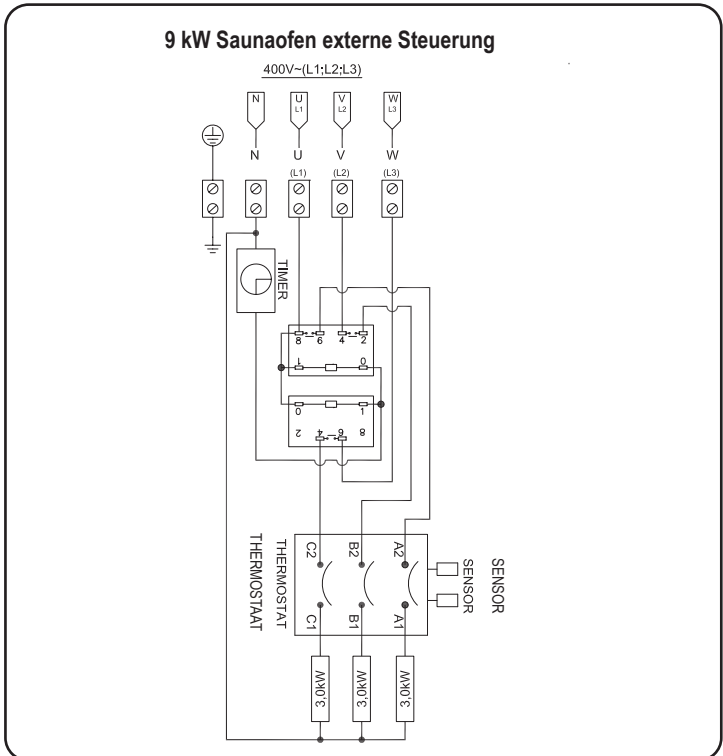 9 kW Saunaofen externe Steuerung
400V~(L1;L2;L3)
N U V W
L1 L2 L3
N U V W
(L1) (L2) (L3)
TIMER
8 6 4 2
1 0
0 1
2 4 6 8
C2 B2 A2
THERMOSTAAT
THERMOSTAT
SENSOR
SENSOR
C1 B1 A1
3,0kW 3,0kW 3,0kW